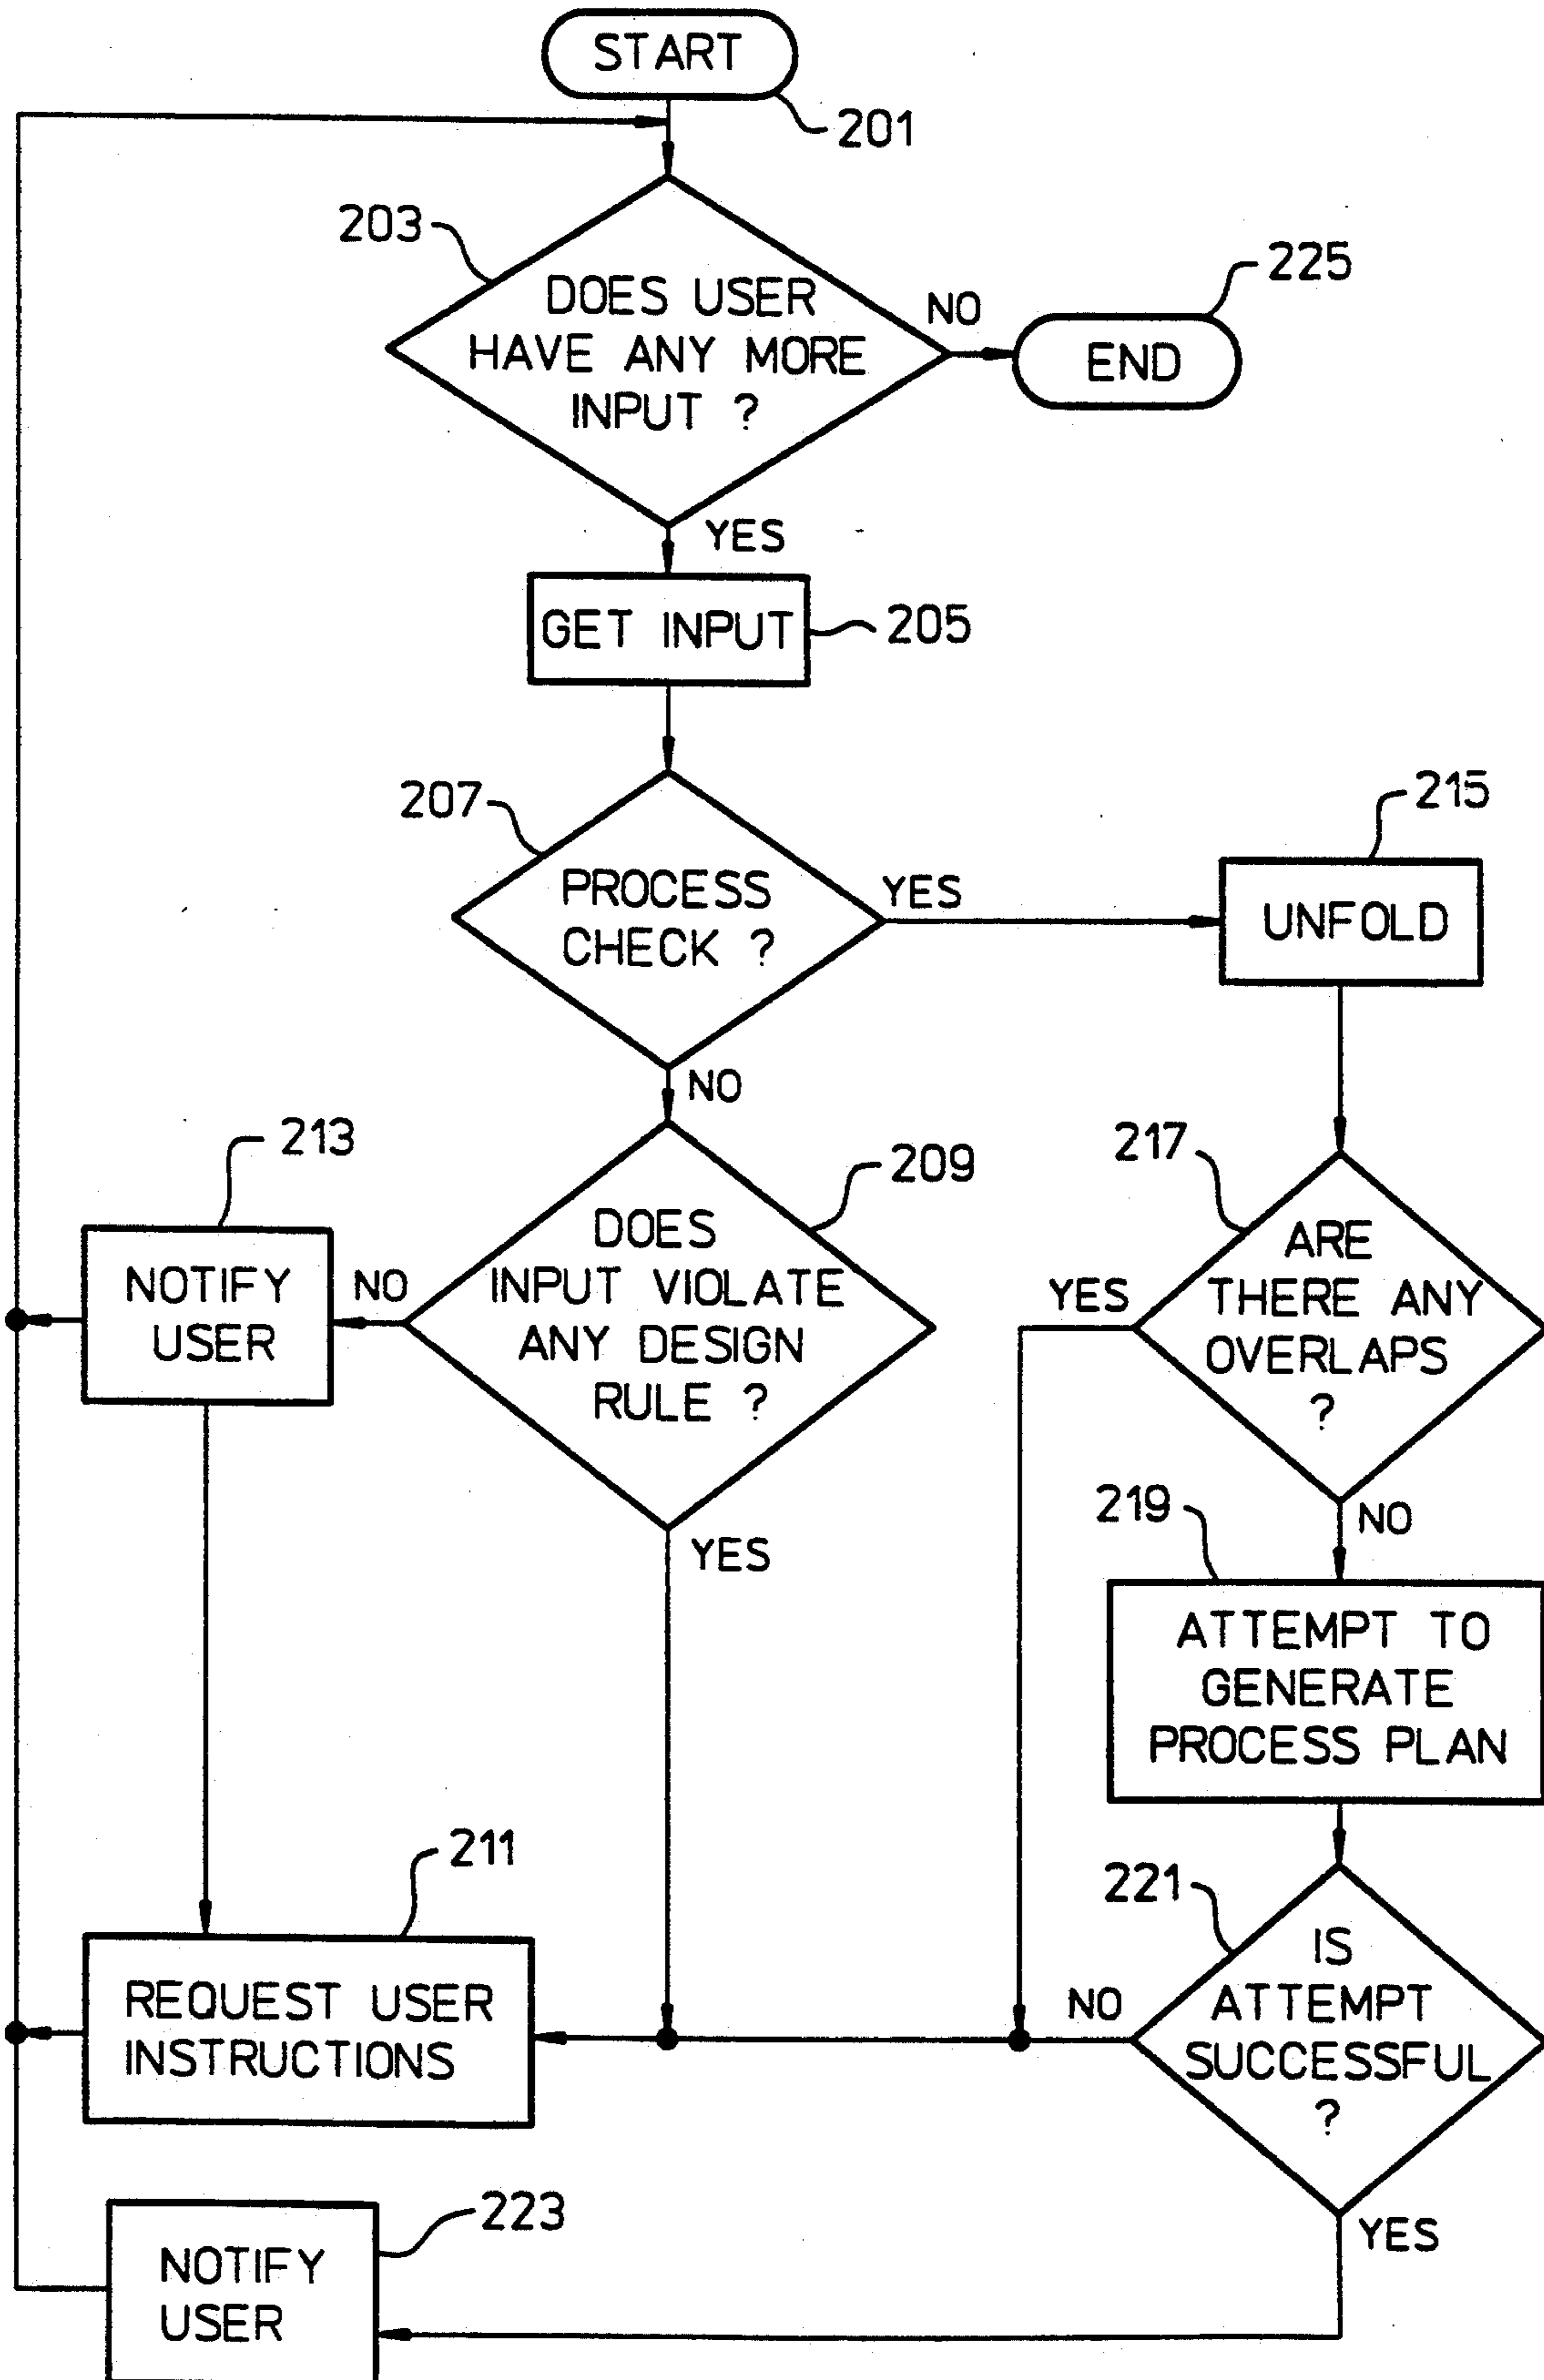 START
201
203
DOES USER
HAVE ANY MORE
INPUT ?
NO
225
END
YES
GET INPUT
205
207
PROCESS
CHECK ?
YES
215
UNFOLD
NO
213
NOTIFY
USER
NO
209
DOES
INPUT VIOLATE
ANY DESIGN
RULE ?
YES
217
ARE
THERE ANY
OVERLAPS
?
YES
NO
219
ATTEMPT TO
GENERATE
PROCESS PLAN
211
REQUEST USER
INSTRUCTIONS
221
IS
ATTEMPT
SUCCESSFUL
?
NO
YES
223
NOTIFY
USER